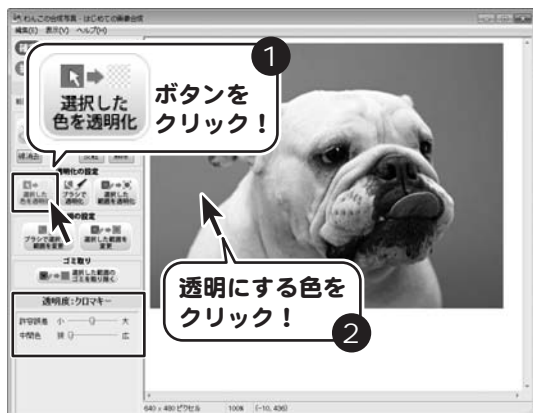 わんこの合成写真 - はじめての画像合成
編集(E) 表示(V) ヘルプ(H)
1
選択した
色を透明化
ボタンを
クリック！
透明化の設定
選択した
色を透明化
ブラシで
透明化
選択した
範囲を透明化
の設定
ブラシで選択
範囲を変更
選択した範囲を
変更
ゴミ取り
選択した範囲の
ゴミを取り除く
透明度:クロマキー
許容誤差 小 大
中間色 狭 広
透明にする色を
クリック！
2
640 x 480 ピクセル 100% (-10, 436)